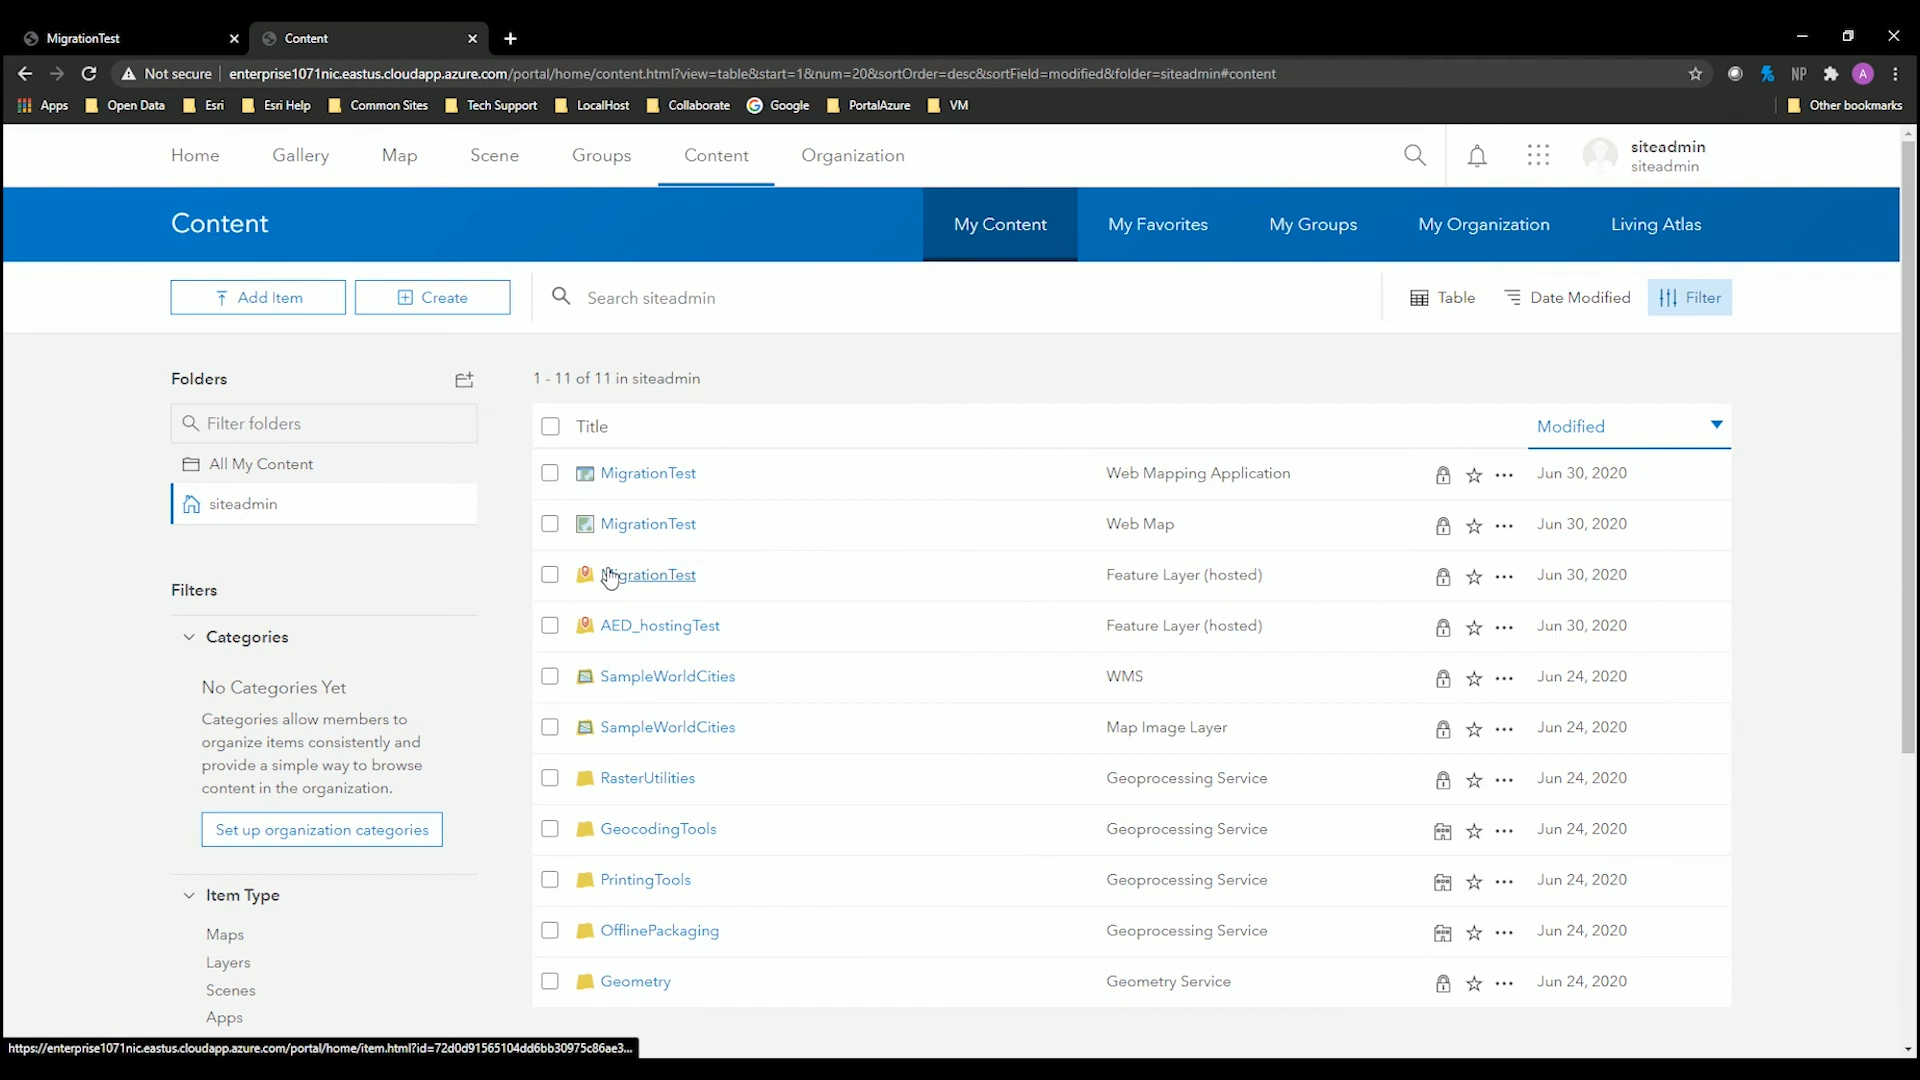 MigrationTest
Content
Not secure
enterprise1071nic.eastus.cloudapp.azure.com/portal/home/content.html?view=table&start=1&num=20&sortOrder=desc&sortField=modified&folder=siteadmin#content
NP
A
Apps
Open Data
Esri
Esri Help
Common Sites
Tech Support
LocalHost
Collaborate
Google
PortalAzure
VM
Other bookmarks
Home
Gallery
Map
Scene
Groups
Content
Organization
siteadmin
siteadmin
Content
My Content
My Favorites
My Groups
My Organization
Living Atlas
Add Item
Create
Search siteadmin
Table
Date Modified
Filter
Folders
Filter folders
All My Content
siteadmin
Filters
Categories
No Categories Yet
Categories allow members to
organize items consistently and
provide a simple way to browse
content in the organization.
Set up organization categories
Item Type
Maps
Layers
Scenes
Apps
1 - 11 of 11 in siteadmin
Title Modified
MigrationTest Web Mapping Application Jun 30, 2020
MigrationTest Web Map Jun 30, 2020
MigrationTest Feature Layer (hosted) Jun 30, 2020
AED_hostingTest Feature Layer (hosted) Jun 30, 2020
SampleWorldCities WMS Jun 24, 2020
SampleWorldCities Map Image Layer Jun 24, 2020
RasterUtilities Geoprocessing Service Jun 24, 2020
GeocodingTools Geoprocessing Service Jun 24, 2020
PrintingTools Geoprocessing Service Jun 24, 2020
OfflinePackaging Geoprocessing Service Jun 24, 2020
Geometry Geometry Service Jun 24, 2020
https://enterprise1071nic.eastus.cloudapp.azure.com/portal/home/item.html?id=72d0d91565104dd6bb30975c86ae3...